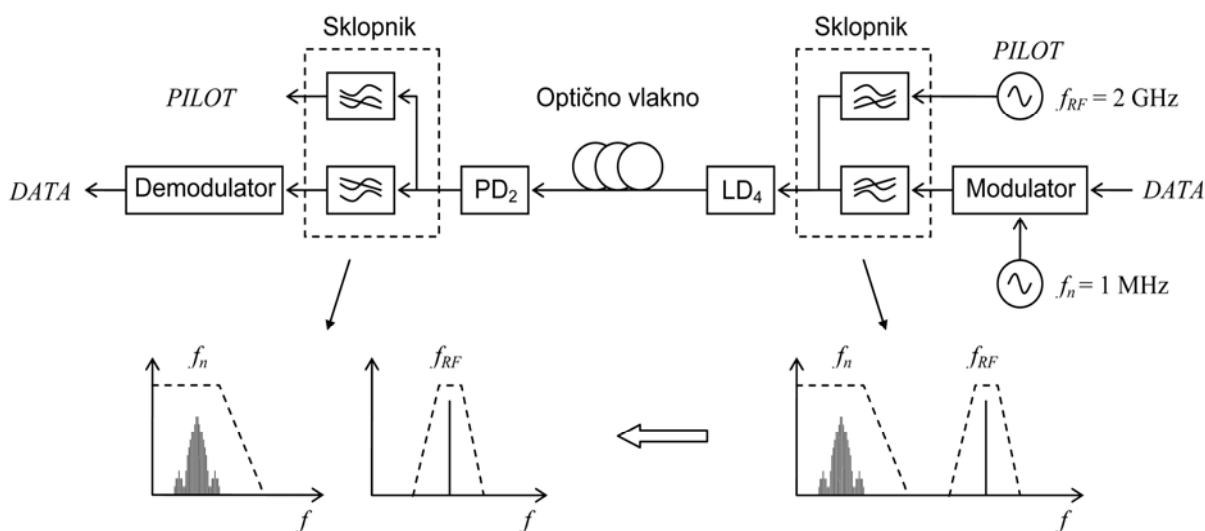 Sklopnik
Sklopnik
PILOT
PILOT
Optično vlakno
f_RF = 2 GHz
DATA
Demodulator
PD₂
LD₄
Modulator
DATA
f_n = 1 MHz
f_n
f_RF
f_n
f_RF
f
f
f